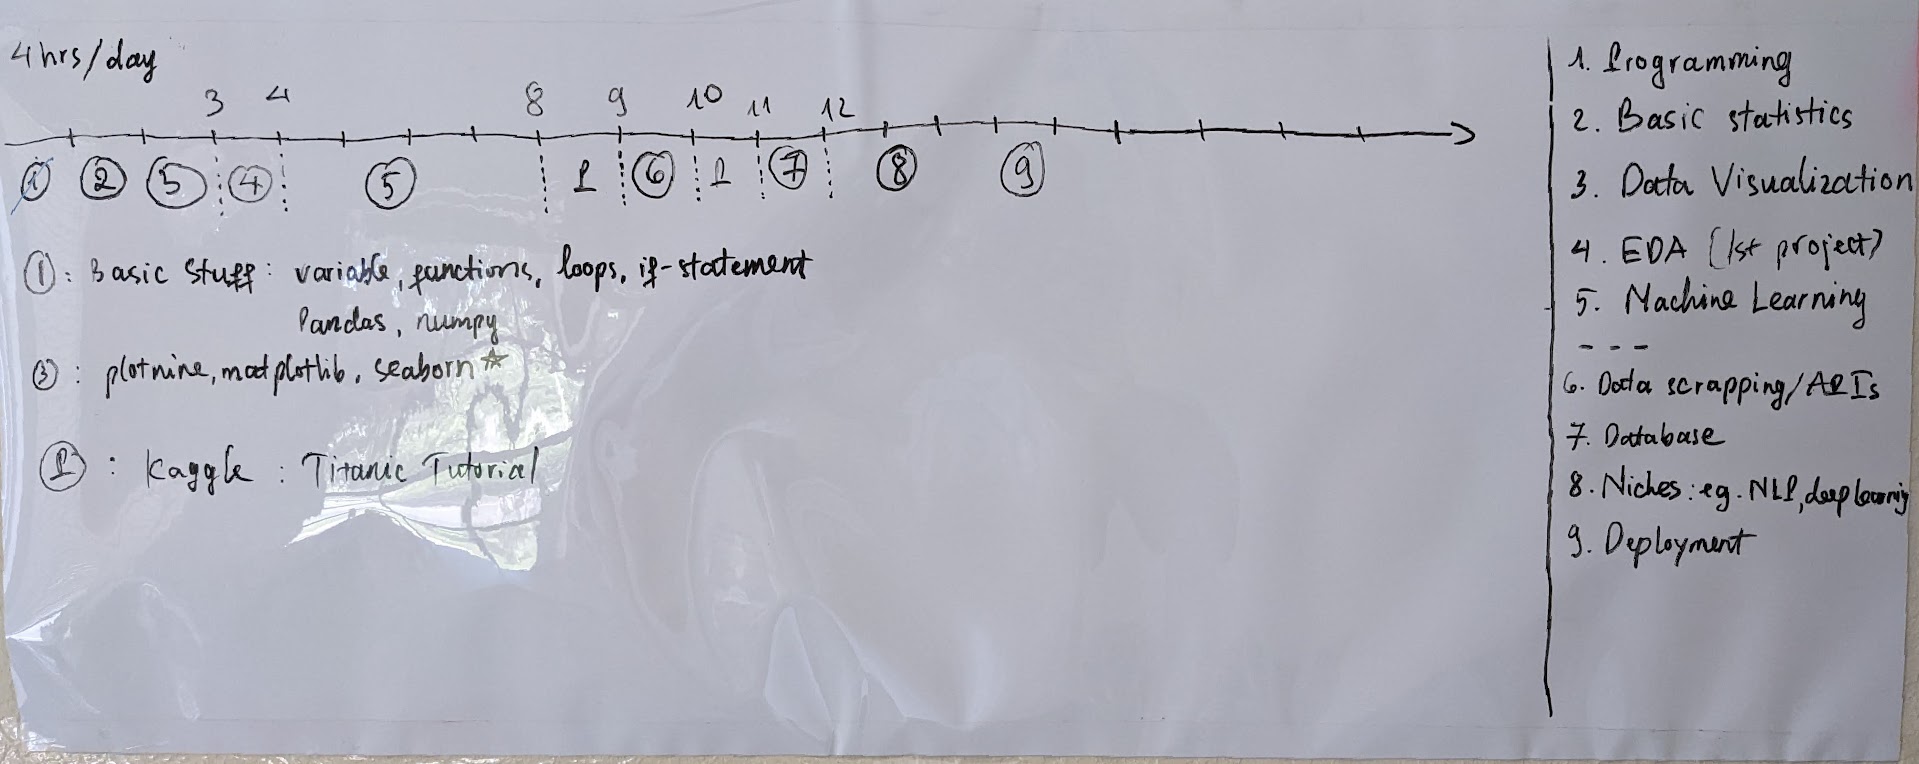 4 hrs/day
3 4 8 9 10 11 12
1 2 3 4 5 P 6 P 7 8 9
1 : Basic stuff : variable, functions, loops, if-statement
Pandas, numpy
3 : plotnine, matplotlib, seaborn ☆
P : Kaggle : Titanic Tutorial
1. Programming
2. Basic statistics
3. Data Visualization
4. EDA (1st project)
5. Machine Learning
- - -
6. Data scrapping/APIs
7. Database
8. Niches: eg. NLP, deep learning
9. Deployment